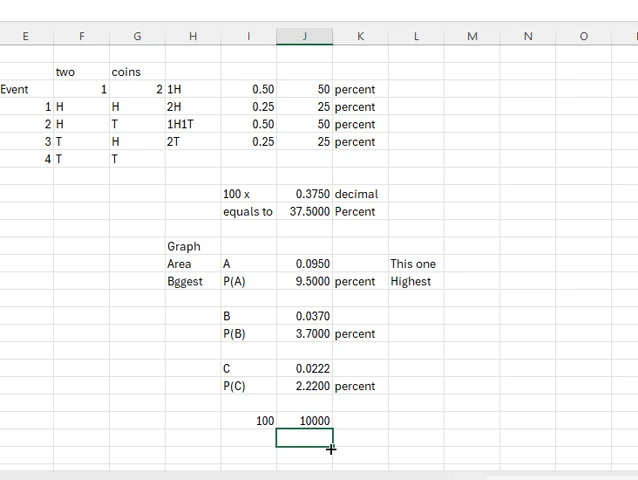 E F G H I J K L M N O
two coins
Event 1 2 1H 0.50 50 percent
1 H H 2H 0.25 25 percent
2 H T 1H1T 0.50 50 percent
3 T H 2T 0.25 25 percent
4 T T
100 x 0.3750 decimal
equals to 37.5000 Percent
Graph
Area A 0.0950 This one
Bggest P(A) 9.5000 percent Highest
B 0.0370
P(B) 3.7000 percent
C 0.0222
P(C) 2.2200 percent
100 10000